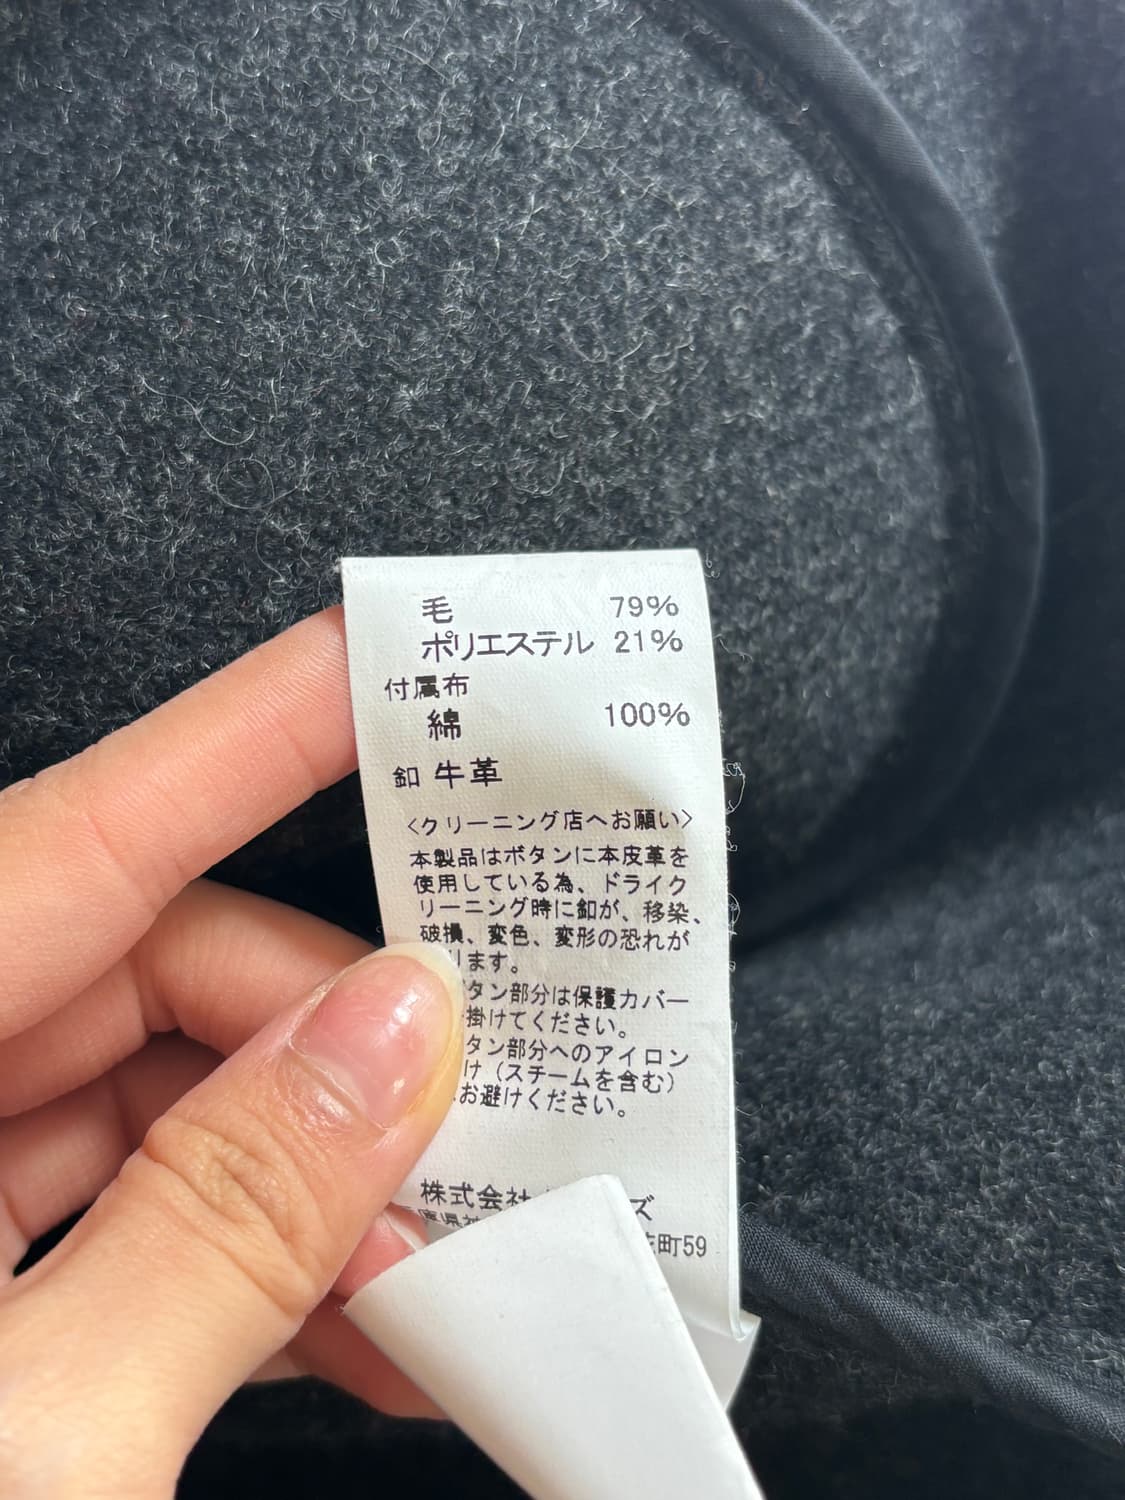 毛 79%
ポリエステル 21%
付属布
綿 100%
釦 牛革
<クリーニング店へお願い>
本製品はボタンに本皮革を
使用している為、ドライク
リーニング時に釦が、移染、
破損、変色、変形の恐れが
ります。
タン部分は保護カバー
掛けてください。
タン部分へのアイロン
け（スチームを含む）
お避けください。
株式会社 ズ
庫県神
町59